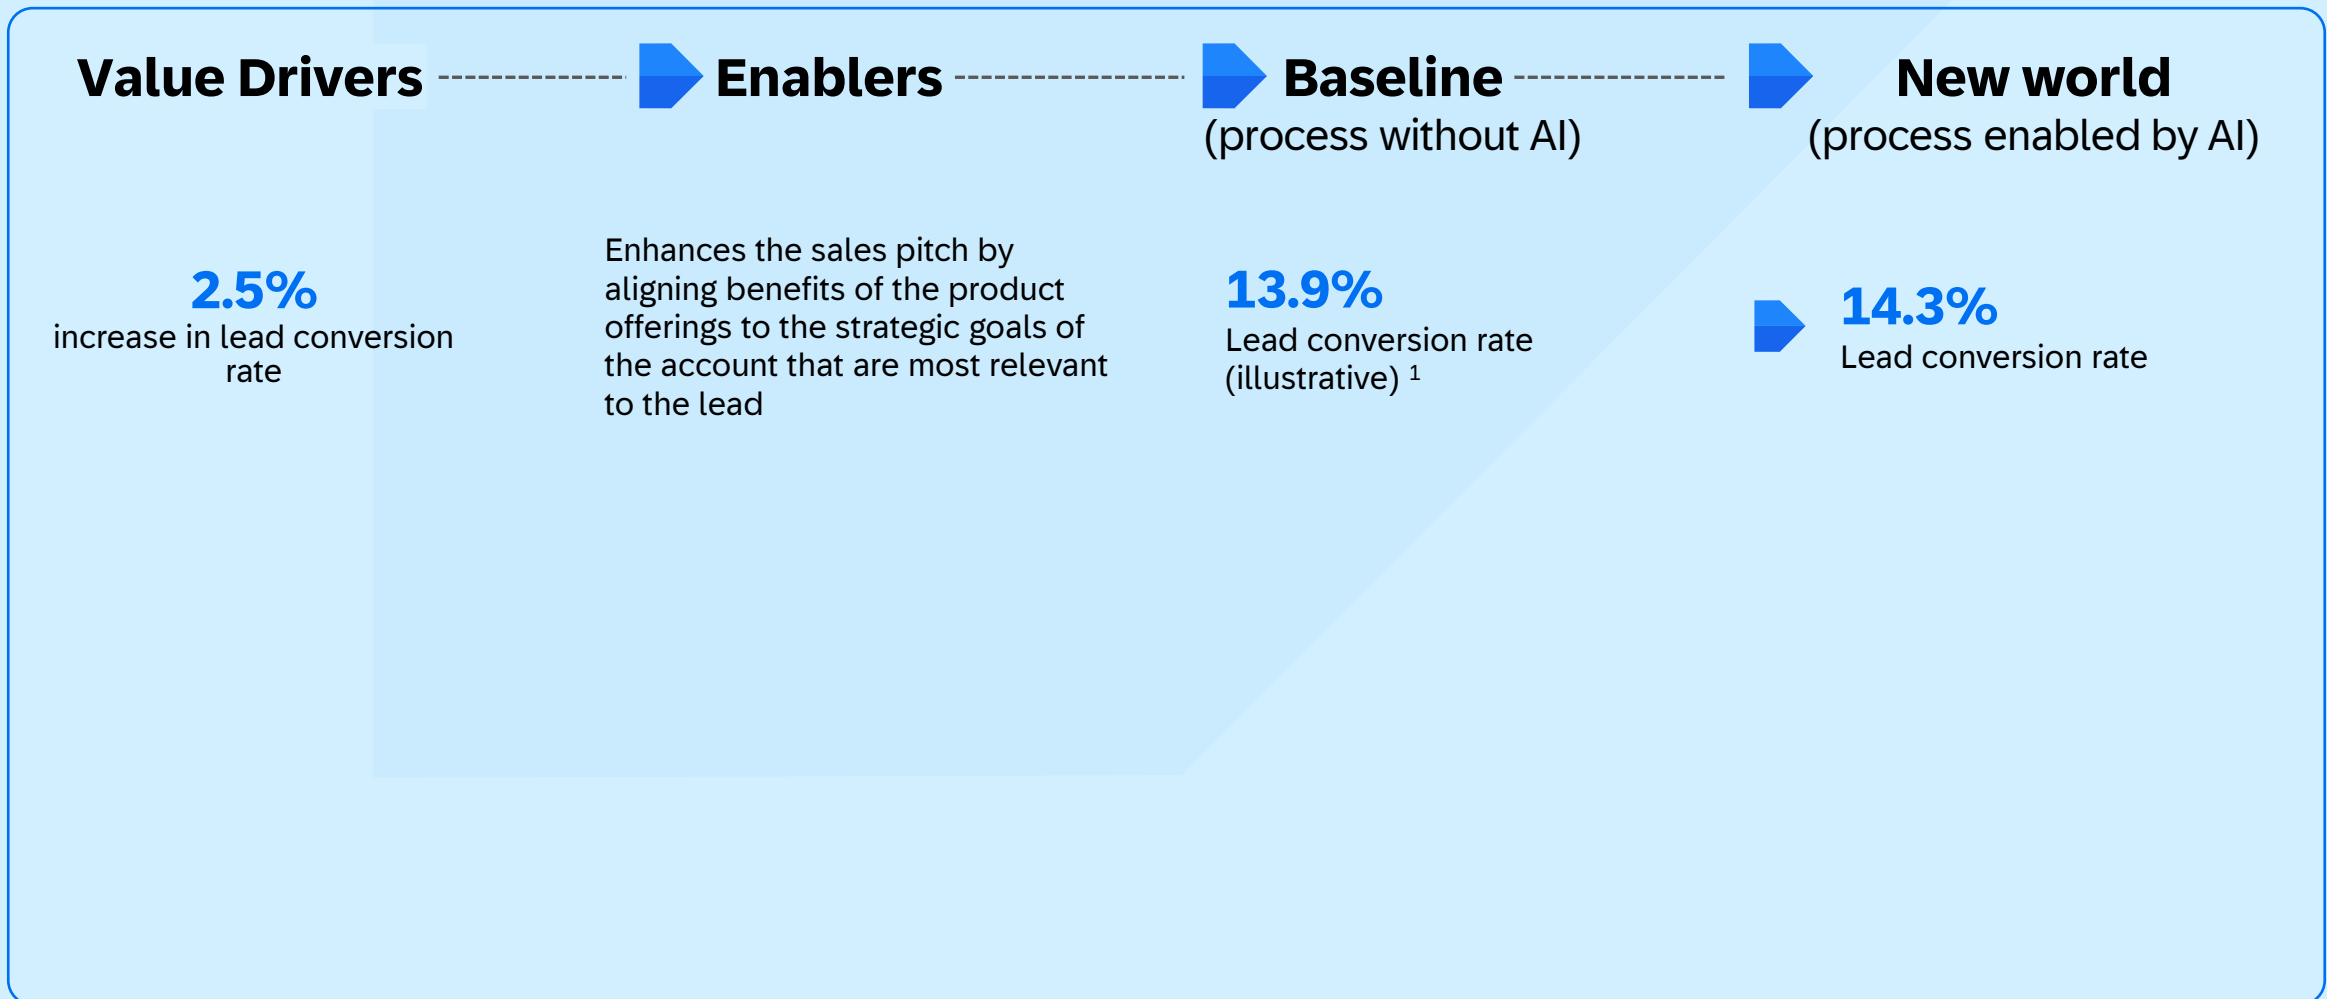 Value Drivers
Enablers
Baseline
(process without AI)
New world
(process enabled by AI)
2.5%
increase in lead conversion
rate
Enhances the sales pitch by
aligning benefits of the product
offerings to the strategic goals of
the account that are most relevant
to the lead
13.9%
Lead conversion rate
(illustrative) 1
14.3%
Lead conversion rate